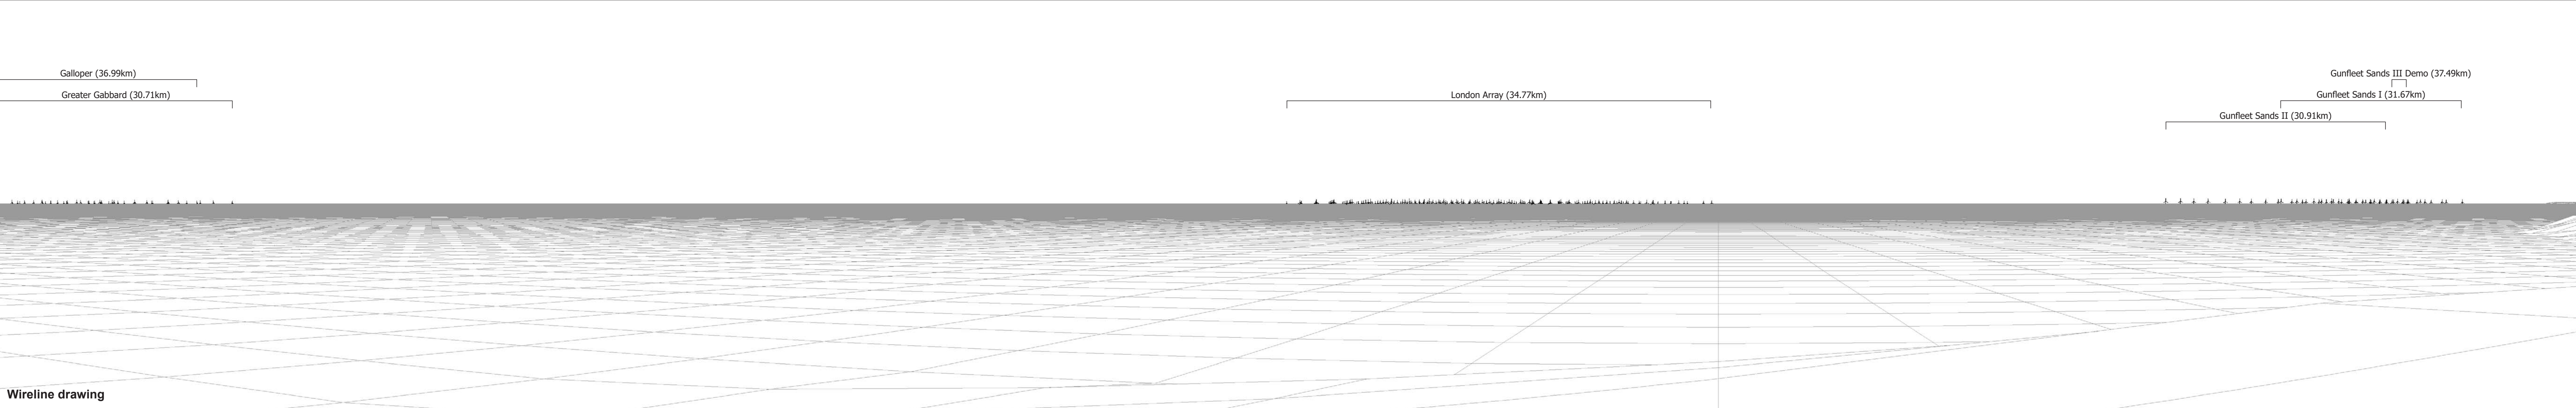 Galloper (36.99km)
Greater Gabbard (30.71km)
London Array (34.77km)
Gunfleet Sands III Demo (37.49km)
Gunfleet Sands I (31.67km)
Gunfleet Sands II (30.91km)
Wireline drawing